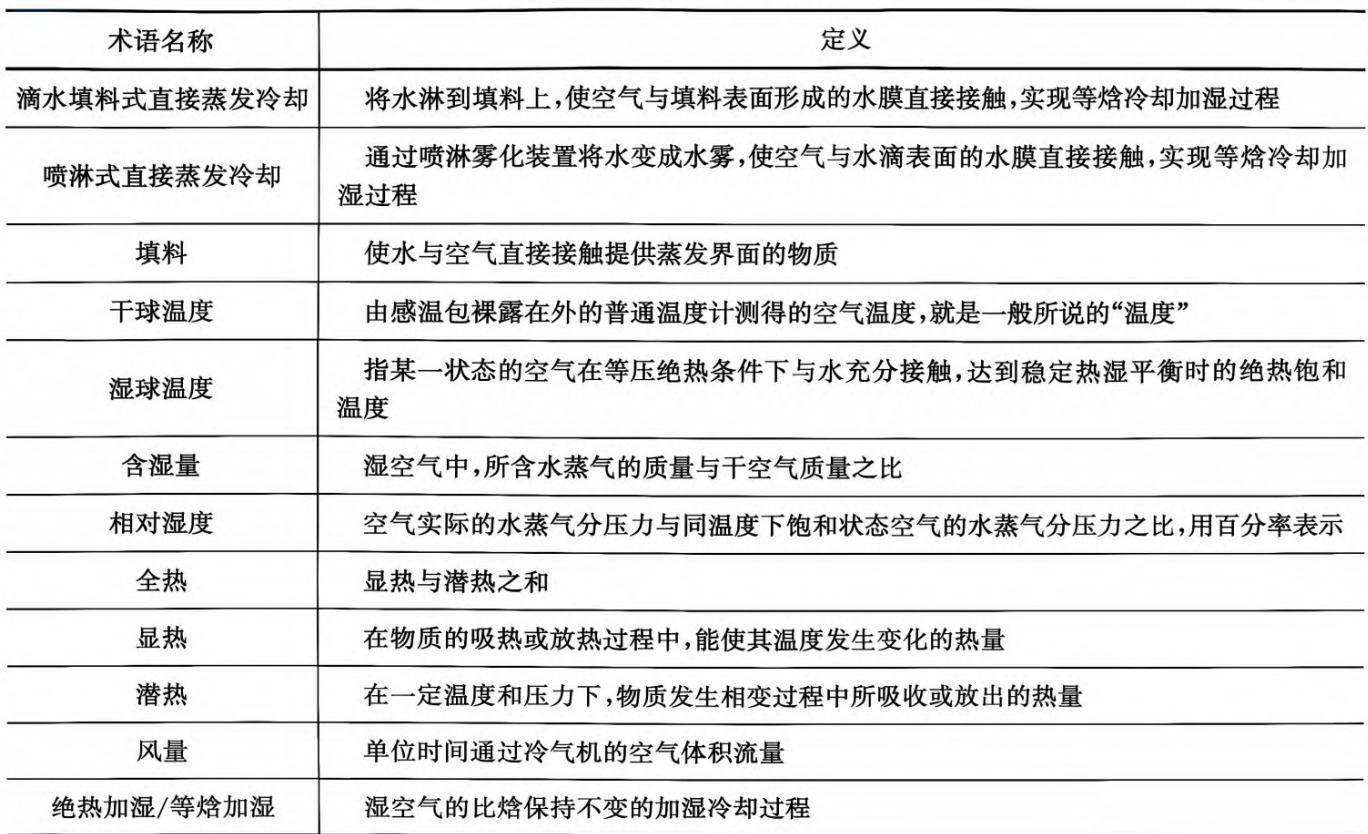 术语名称 定义
滴水填料式直接蒸发冷却 将水淋到填料上,使空气与填料表面形成的水膜直接接触,实现等焓冷却加湿过程
喷淋式直接蒸发冷却 通过喷淋雾化装置将水变成水雾,使空气与水滴表面的水膜直接接触,实现等焓冷却加
湿过程
填料 使水与空气直接接触提供蒸发界面的物质
干球温度 由感温包裸露在外的普通温度计测得的空气温度,就是一般所说的“温度”
湿球温度 指某一状态的空气在等压绝热条件下与水充分接触,达到稳定热湿平衡时的绝热饱和
温度
含湿量 湿空气中,所含水蒸气的质量与干空气质量之比
相对湿度 空气实际的水蒸气分压力与同温度下饱和状态空气的水蒸气分压力之比,用百分率表示
全热 显热与潜热之和
显热 在物质的吸热或放热过程中,能使其温度发生变化的热量
潜热 在一定温度和压力下,物质发生相变过程中所吸收或放出的热量
风量 单位时间通过冷气机的空气体积流量
绝热加湿/等焓加湿 湿空气的比焓保持不变的加湿冷却过程